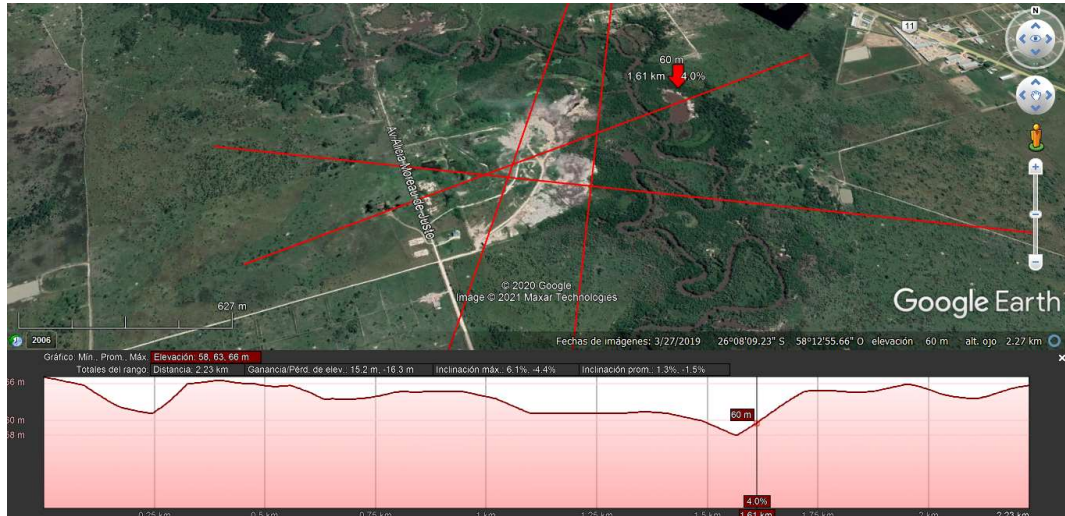 N
11
60 m
1,61 km 4.0%
Av. Alicia Moreau de Justo
© 2020 Google
Image © 2021 Maxar Technologies
627 m
Google Earth
2006
Fechas de imágenes: 3/27/2019 26°08'09.23" S 58°12'55.66" O elevación 60 m alt. ojo 2.27 km
Gráfico: Mín., Prom., Máx. Elevación: 58, 63, 66 m
Totales del rango: Distancia: 2.23 km Ganancia/Pérd. de elev.: 15.2 m, -16.3 m Inclinación máx.: 6.1%, -4.4% Inclinación prom.: 1.3%, -1.5%
66 m
60 m
60 m
58 m
4.0%
0.25 km 0.5 km 0.75 km 1 km 1.25 km 1.5 km 1.61 km 1.75 km 2 km 2.23 km